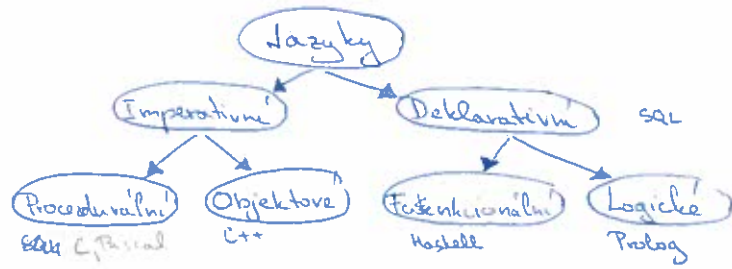 Jazyky
Imperativní Deklarativní SQL
Procedurální Objektové Funkcionální Logické
C, Pascal C++ Haskell Prolog